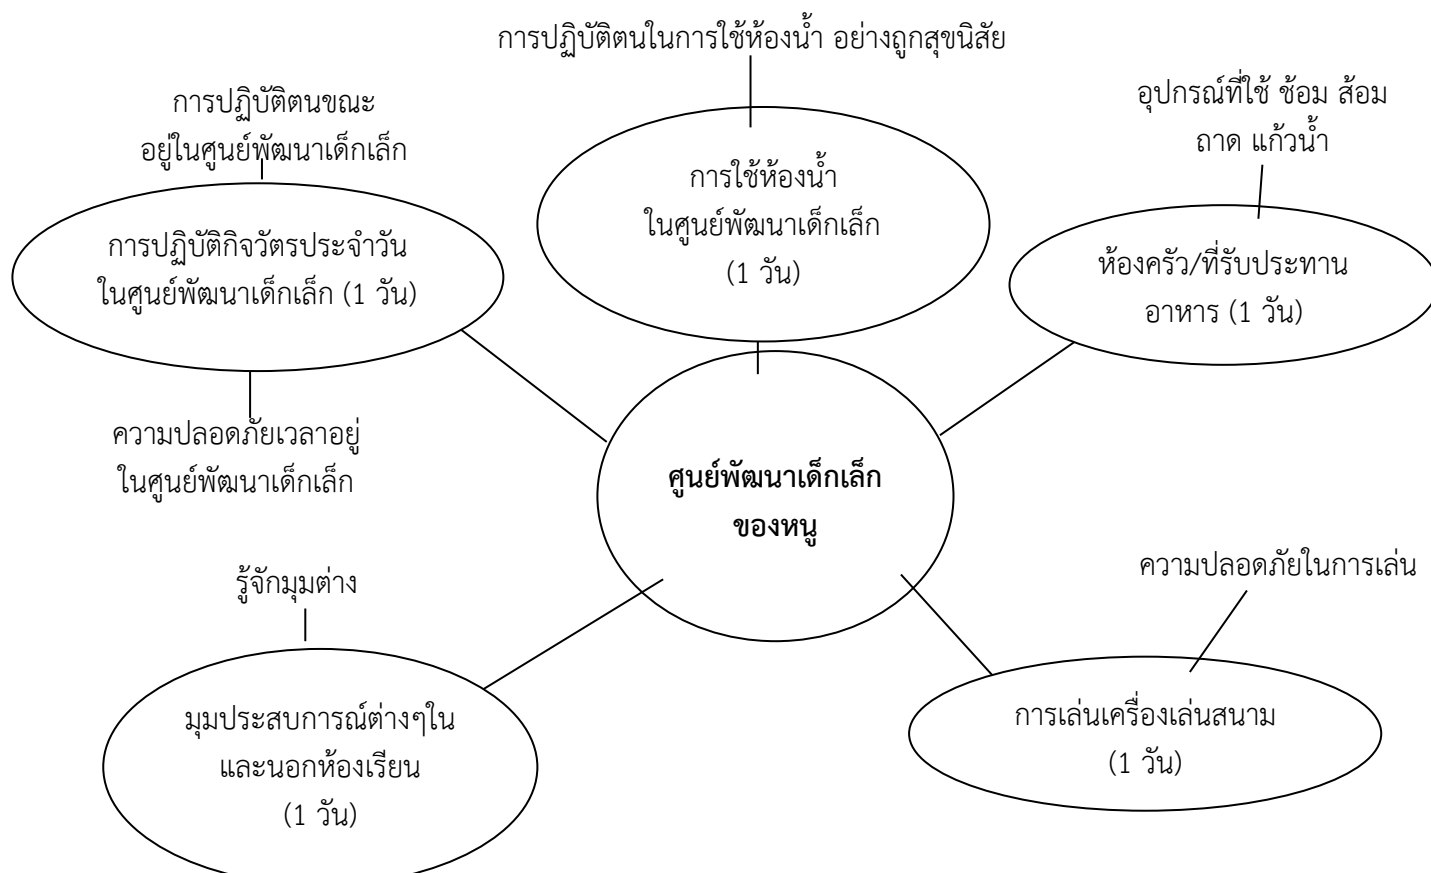 การปฏิบัติตนในการใช้ห้องน้ำ อย่างถูกสุขนิสัย
การปฏิบัติตนขณะ
อยู่ในศูนย์พัฒนาเด็กเล็ก
อุปกรณ์ที่ใช้ ช้อม ส้อม
ถาด แก้วน้ำ
การใช้ห้องน้ำ
ในศูนย์พัฒนาเด็กเล็ก
(1 วัน)
การปฏิบัติกิจวัตรประจำวัน
ในศูนย์พัฒนาเด็กเล็ก (1 วัน)
ห้องครัว/ที่รับประทาน
อาหาร (1 วัน)
ความปลอดภัยเวลาอยู่
ในศูนย์พัฒนาเด็กเล็ก
ศูนย์พัฒนาเด็กเล็ก
ของหนู
รู้จักมุมต่าง
ความปลอดภัยในการเล่น
มุมประสบการณ์ต่างๆใน
และนอกห้องเรียน
(1 วัน)
การเล่นเครื่องเล่นสนาม
(1 วัน)